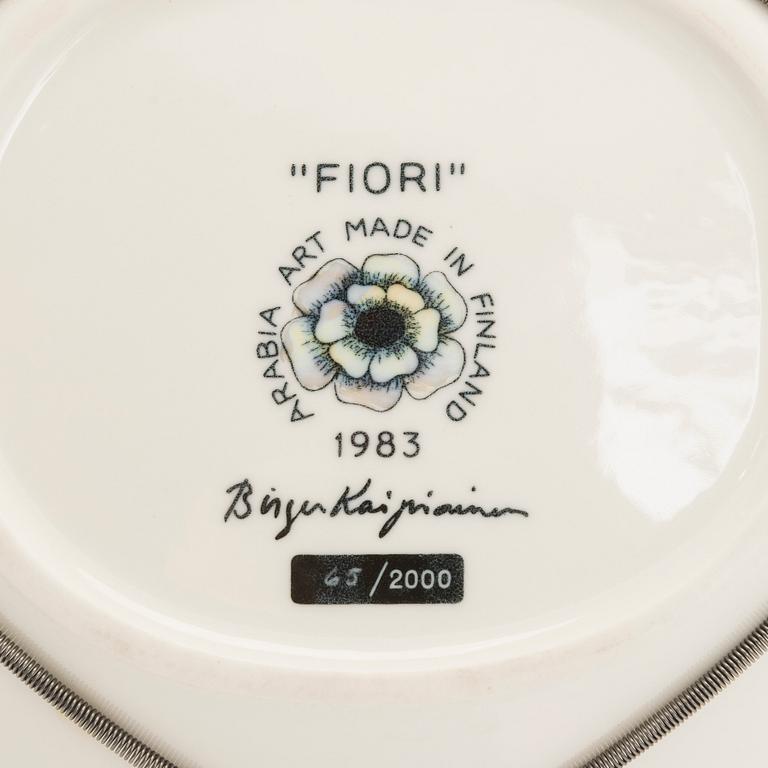 "FIORI"
ARABIA ART MADE IN FINLAND
1983
Birger Kaipiainen
65/2000